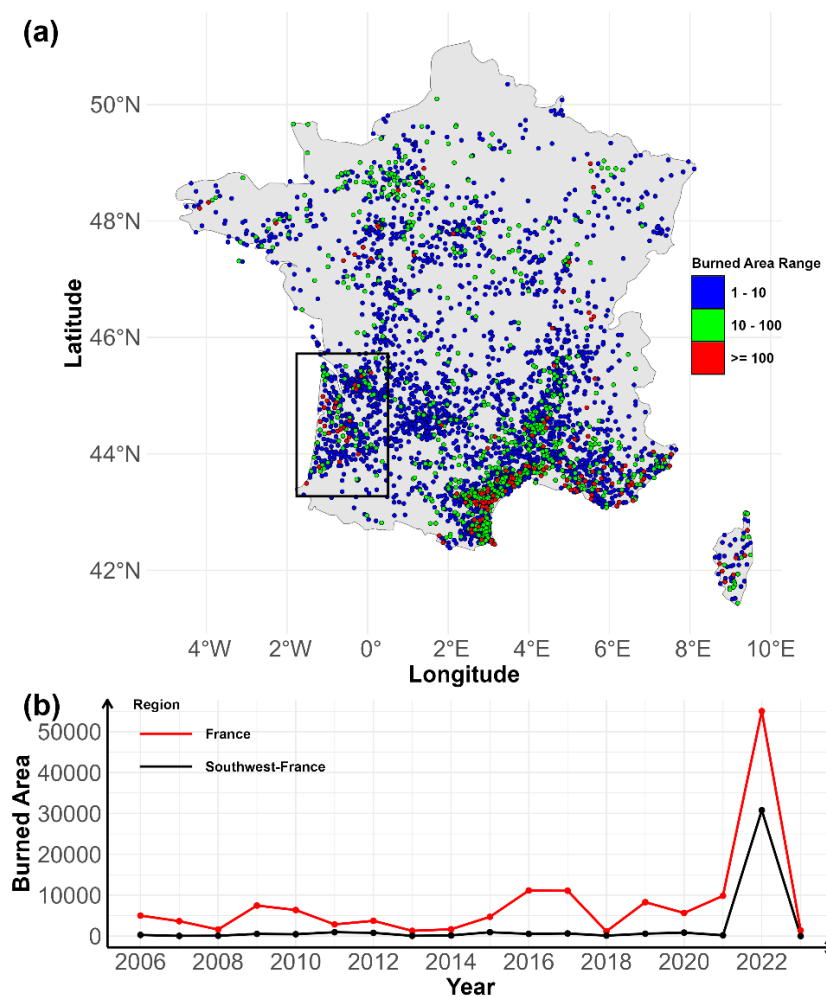 (a)
50°N
48°N
46°N
44°N
42°N
Latitude
Burned Area Range
1 - 10
10 - 100
>= 100
4°W 2°W 0° 2°E 4°E 6°E 8°E 10°E
Longitude
(b)
Region
France
Southwest-France
50000
40000
30000
20000
10000
0
Burned Area
2006 2008 2010 2012 2014 2016 2018 2020 2022
Year